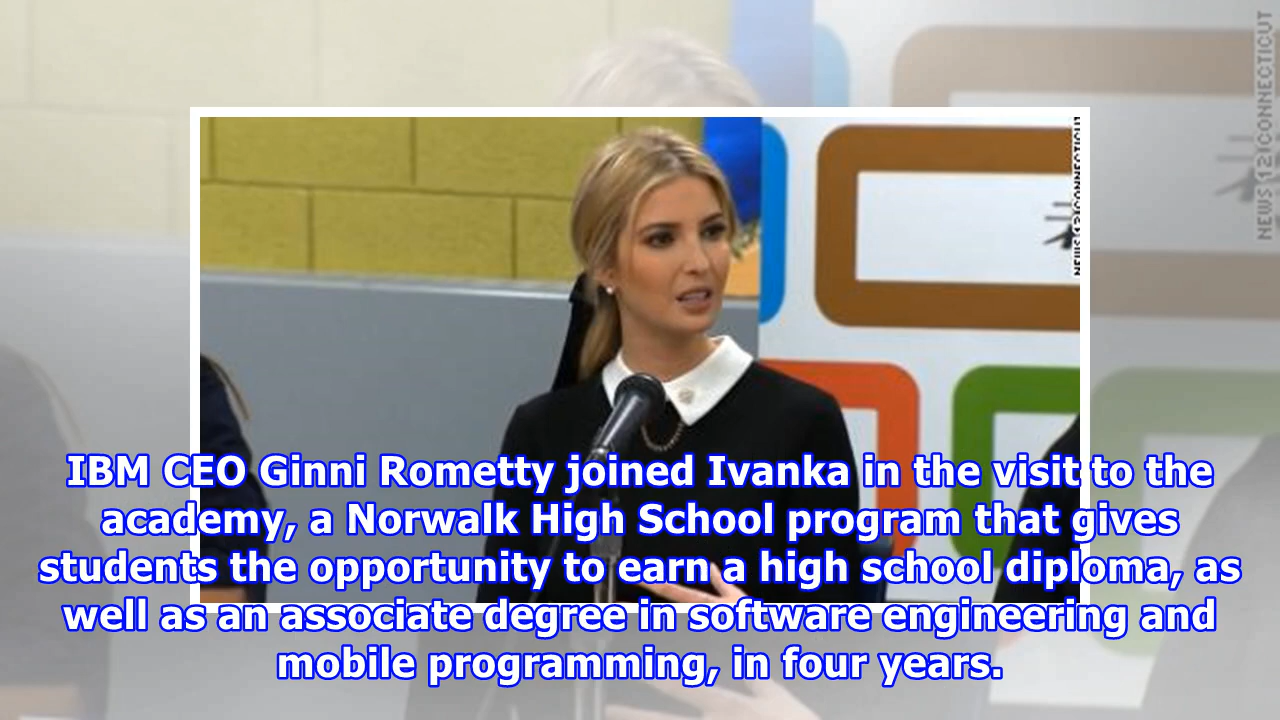 NEWS 12 CONNECTICUT
NEWS 12 CONNECTICUT
IBM CEO Ginni Rometty joined Ivanka in the visit to the
academy, a Norwalk High School program that gives
students the opportunity to earn a high school diploma, as
well as an associate degree in software engineering and
mobile programming, in four years.